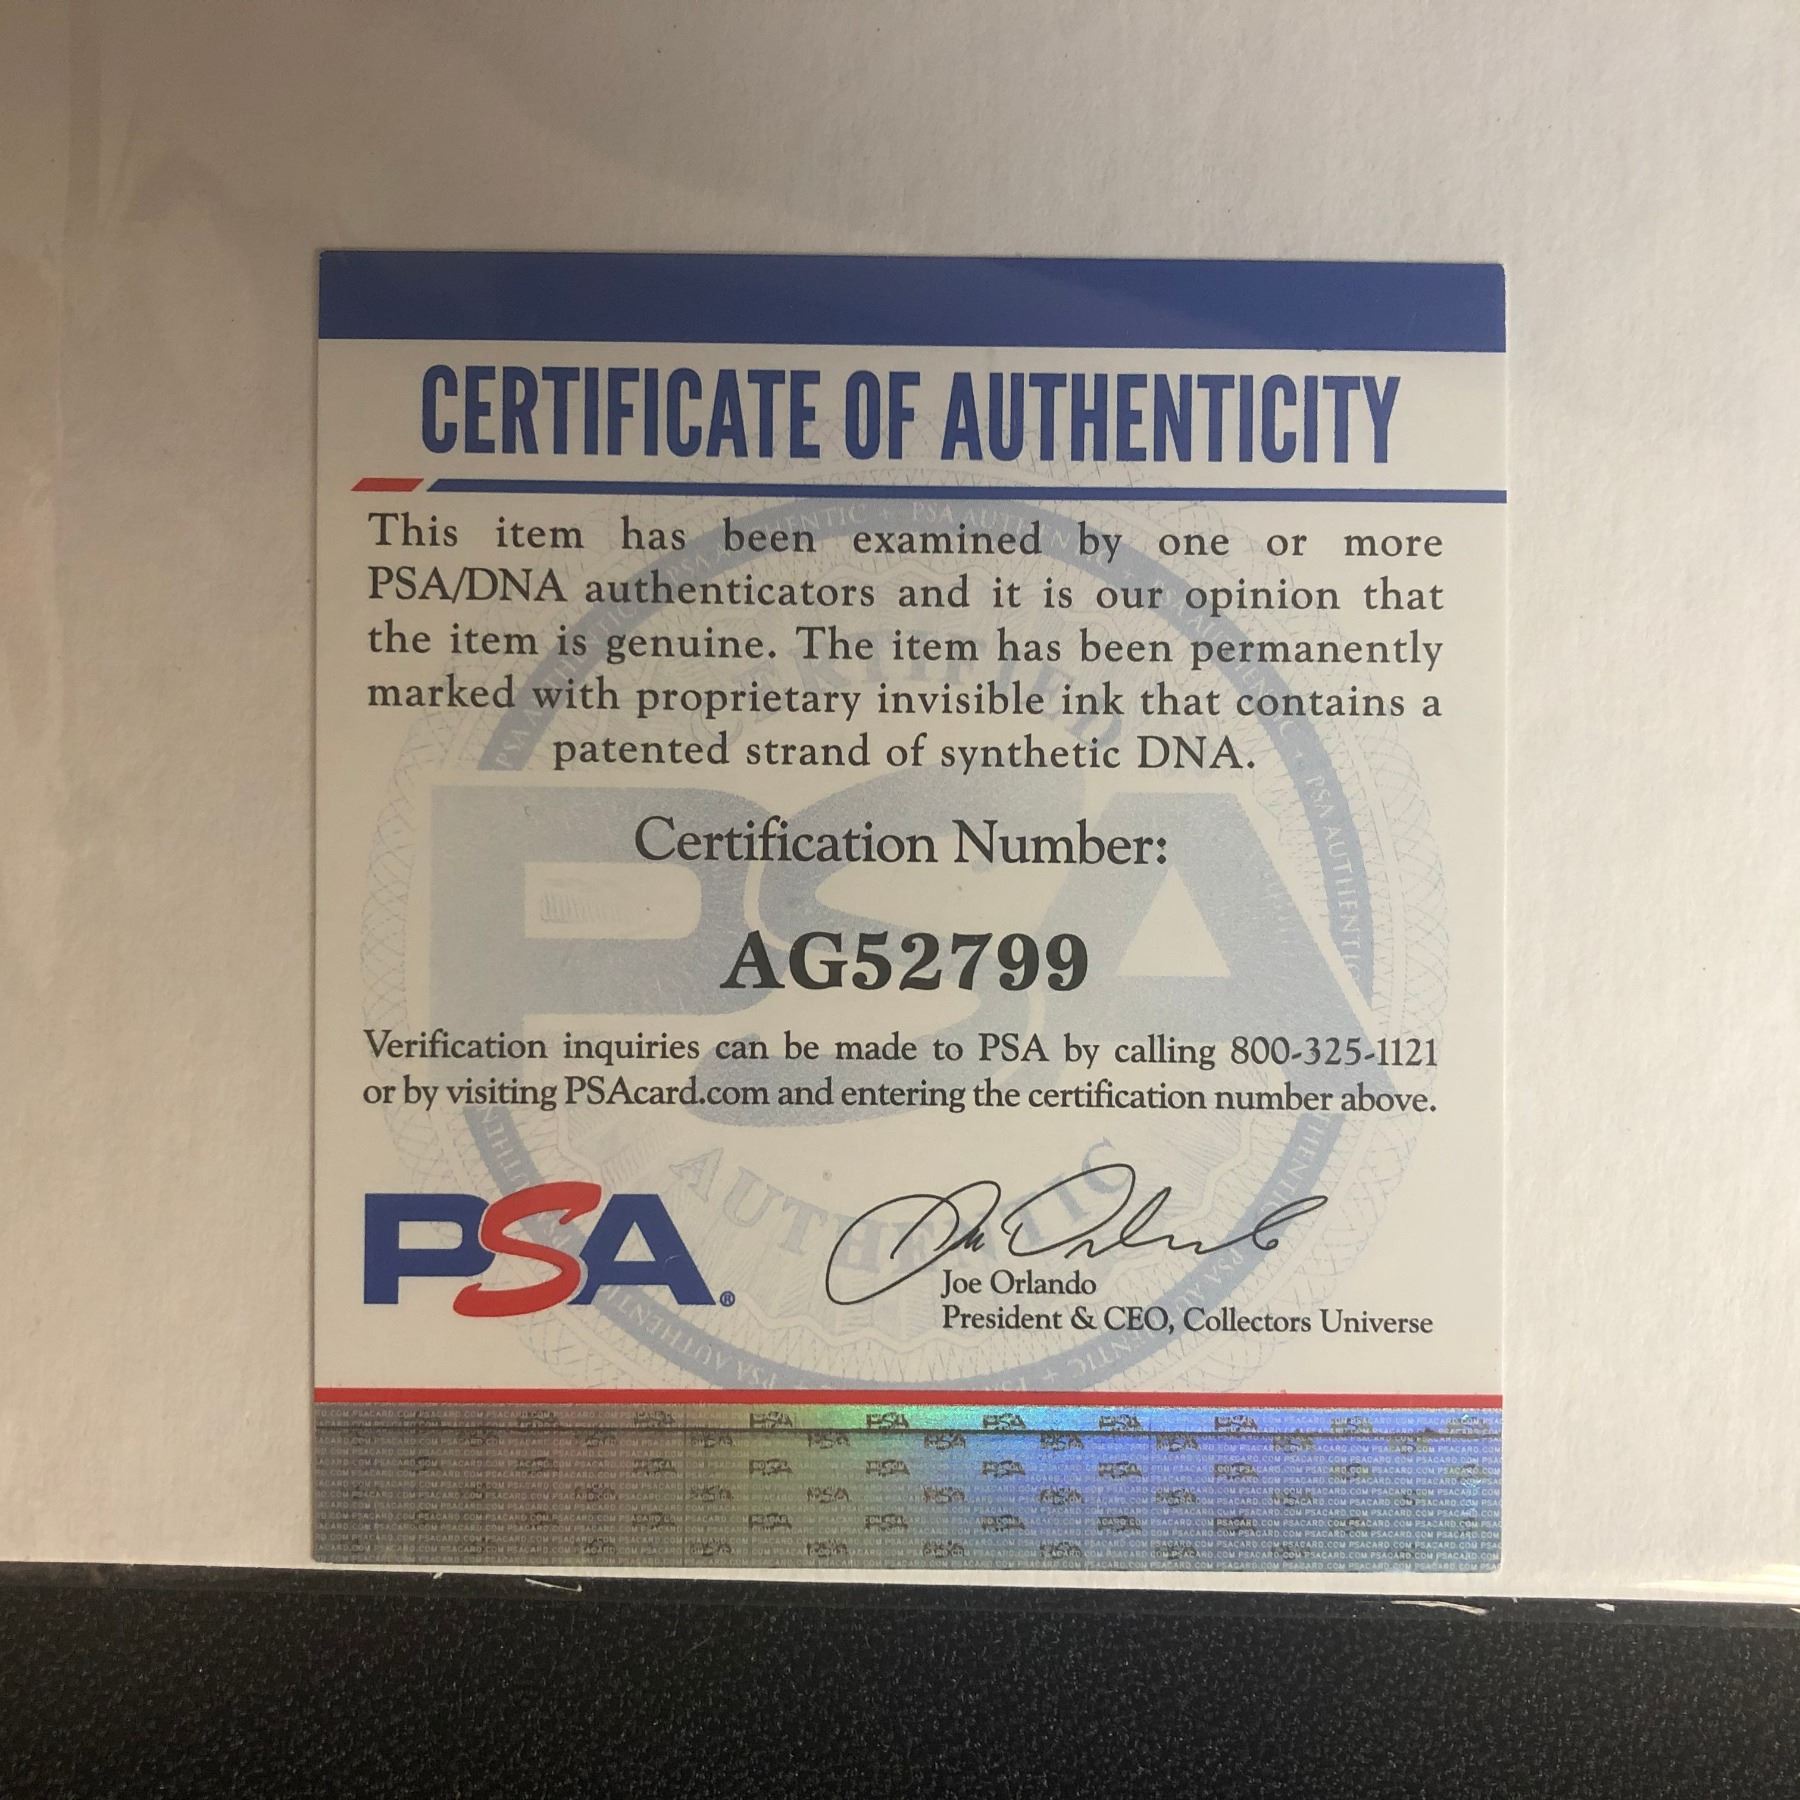 CERTIFICATE OF AUTHENTICITY
This item has been examined by one or more
PSA/DNA authenticators and it is our opinion that
the item is genuine. The item has been permanently
marked with proprietary invisible ink that contains a
patented strand of synthetic DNA.
Certification Number:
AG52799
Verification inquiries can be made to PSA by calling 800-325-1121
or by visiting PSAcard.com and entering the certification number above.
PSA®
Joe Orlando
President & CEO, Collectors Universe
CERTIFIED
PSA
AUTHENTIC